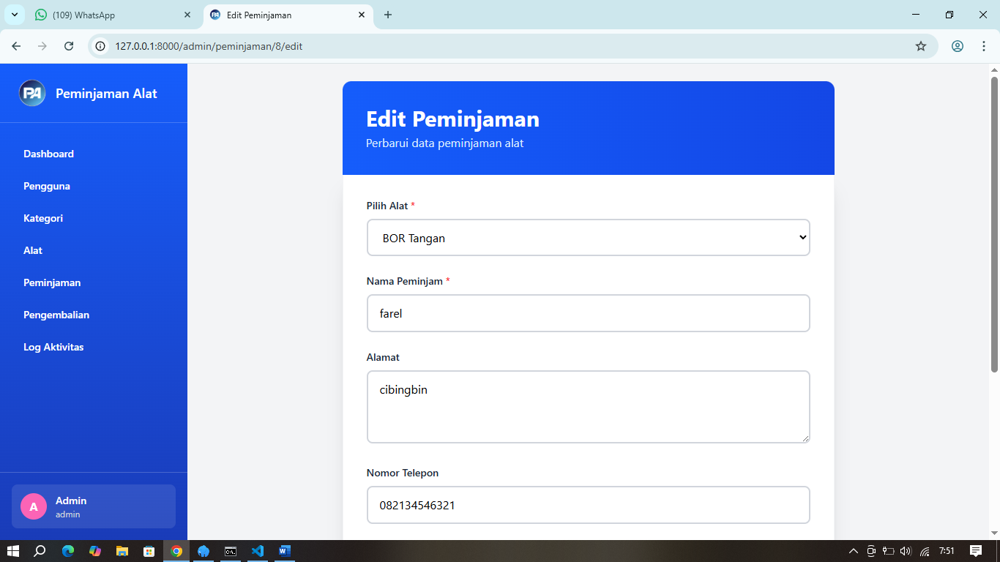 (109) WhatsApp
Edit Peminjaman
127.0.0.1:8000/admin/peminjaman/8/edit
PA
Peminjaman Alat
Dashboard
Pengguna
Kategori
Alat
Peminjaman
Pengembalian
Log Aktivitas
A
Admin
admin
Edit Peminjaman
Perbarui data peminjaman alat
Pilih Alat *
BOR Tangan
Nama Peminjam *
farel
Alamat
cibingbin
Nomor Telepon
082134546321
7:51